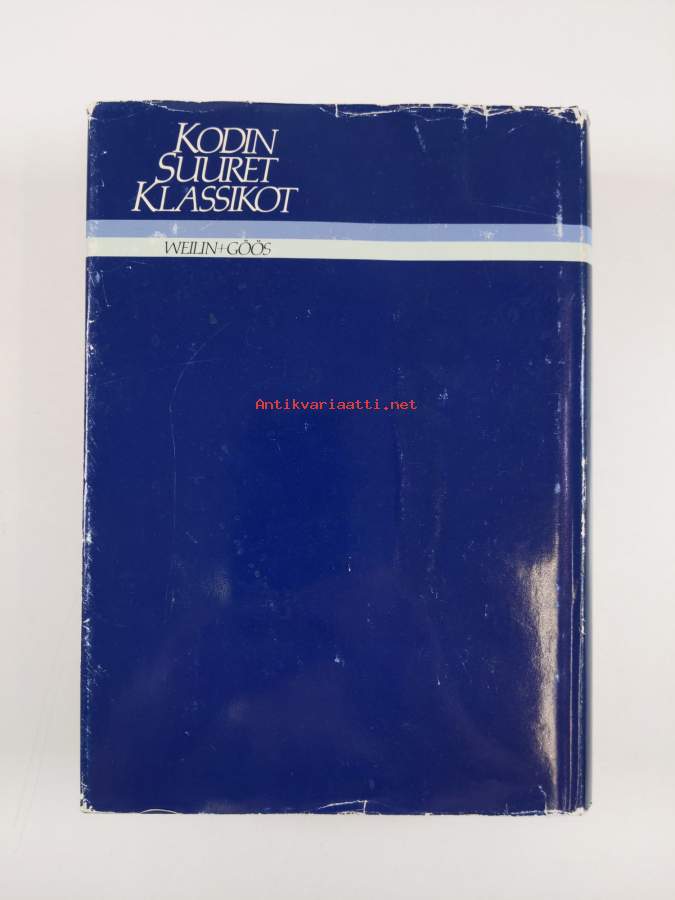 KODIN
SUURET
KLASSIKOT
WEILIN+GÖÖS
Antikvariaatti.net